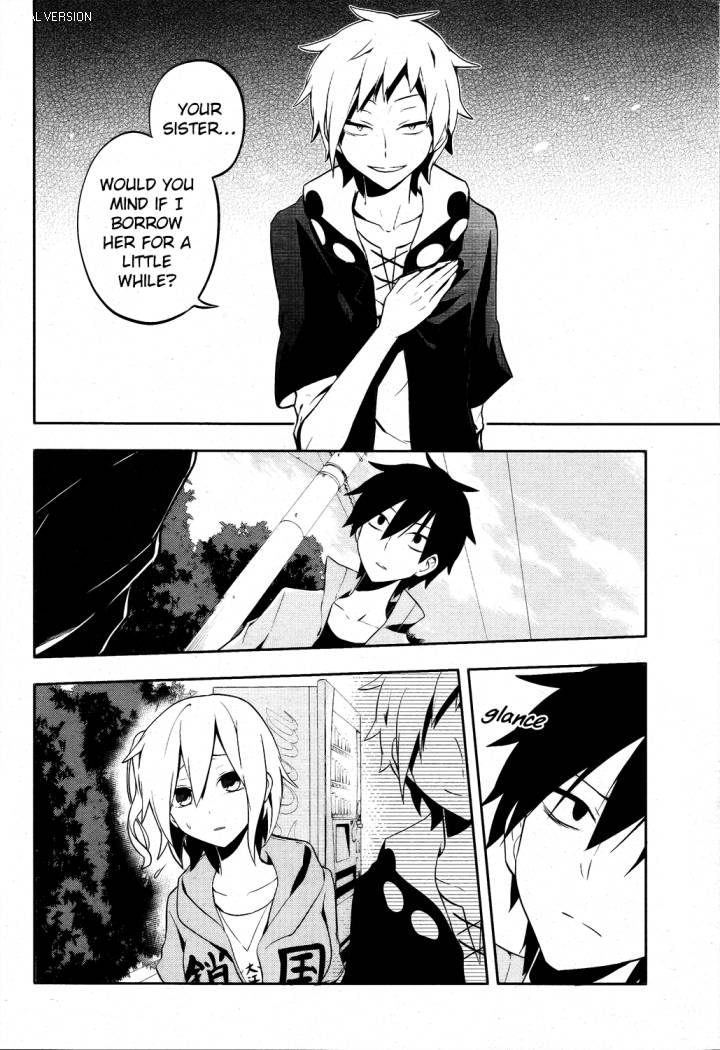 AL VERSION
YOUR
SISTER...
WOULD YOU
MIND IF I
BORROW
HER FOR A
LITTLE
WHILE?
glance
鎖国